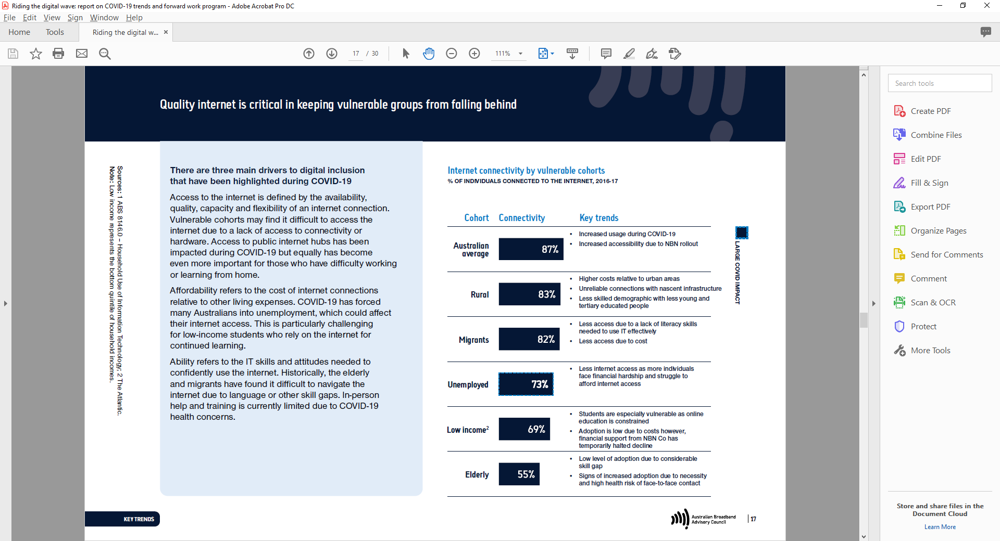 Riding the digital wave: report on COVID-19 trends and forward work program - Adobe Acrobat Pro DC
File Edit View Sign Window Help
Home Tools Riding the digital w... ×
17 / 30 111%
Quality internet is critical in keeping vulnerable groups from falling behind
Sources: 1 ABS 8146.0 – Household Use of Information Technology; 2 The Atlantic.
Note: Low income represents the bottom quintile of household incomes.
There are three main drivers to digital inclusion
that have been highlighted during COVID-19
Access to the internet is defined by the availability,
quality, capacity and flexibility of an internet connection.
Vulnerable cohorts may find it difficult to access the
internet due to a lack of access to connectivity or
hardware. Access to public internet hubs has been
impacted during COVID-19 but equally has become
even more important for those who have difficulty working
or learning from home.
Affordability refers to the cost of internet connections
relative to other living expenses. COVID-19 has forced
many Australians into unemployment, which could affect
their internet access. This is particularly challenging
for low-income students who rely on the internet for
continued learning.
Ability refers to the IT skills and attitudes needed to
confidently use the internet. Historically, the elderly
and migrants have found it difficult to navigate the
internet due to language or other skill gaps. In-person
help and training is currently limited due to COVID-19
health concerns.
Internet connectivity by vulnerable cohorts
% OF INDIVIDUALS CONNECTED TO THE INTERNET, 2016-17
Cohort Connectivity Key trends
Australian
average
87%
• Increased usage during COVID-19
• Increased accessibility due to NBN rollout
Rural
83%
• Higher costs relative to urban areas
• Unreliable connections with nascent infrastructure
• Less skilled demographic with less young and
tertiary educated people
Migrants
82%
• Less access due to a lack of literacy skills
needed to use IT effectively
• Less access due to cost
Unemployed
73%
• Less internet access as more individuals
face financial hardship and struggle to
afford internet access
Low income²
69%
• Students are especially vulnerable as online
education is constrained
• Adoption is low due to costs however,
financial support from NBN Co has
temporarily halted decline
Elderly
55%
• Low level of adoption due to considerable
skill gap
• Signs of increased adoption due to necessity
and high health risk of face-to-face contact
LARGE COVID IMPACT
KEY TRENDS
Australian Broadband
Advisory Council
17
Search tools
Create PDF
Combine Files
Edit PDF
Fill & Sign
Export PDF
Organize Pages
Send for Comments
Comment
Scan & OCR
Protect
More Tools
Store and share files in the
Document Cloud
Learn More